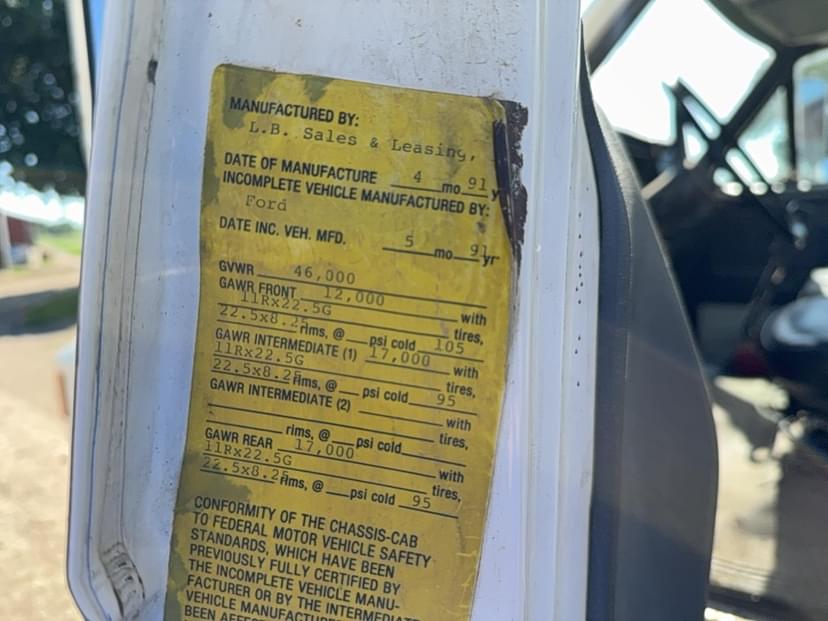 MANUFACTURED BY:
L.B. Sales & Leasing,
DATE OF MANUFACTURE 4 mo 91 y
INCOMPLETE VEHICLE MANUFACTURED BY:
Ford
DATE INC. VEH. MFD. 5 mo 91 yr
GVWR 46,000
GAWR FRONT 12,000 with
11Rx22.5G tires,
22.5x8.25 rims, @ psi cold 105
GAWR INTERMEDIATE (1) 17,000 with
11Rx22.5G tires,
22.5x8.25 rims, @ psi cold 95
GAWR INTERMEDIATE (2) with
tires,
rims, @ psi cold
GAWR REAR 17,000 with
11Rx22.5G tires,
22.5x8.25 rims, @ psi cold 95
CONFORMITY OF THE CHASSIS-CAB
TO FEDERAL MOTOR VEHICLE SAFETY
STANDARDS, WHICH HAVE BEEN
PREVIOUSLY FULLY CERTIFIED BY
THE INCOMPLETE VEHICLE MANU-
FACTURER OR BY THE INTERMEDIATE
VEHICLE MANUFACTUR
BEEN AFFE